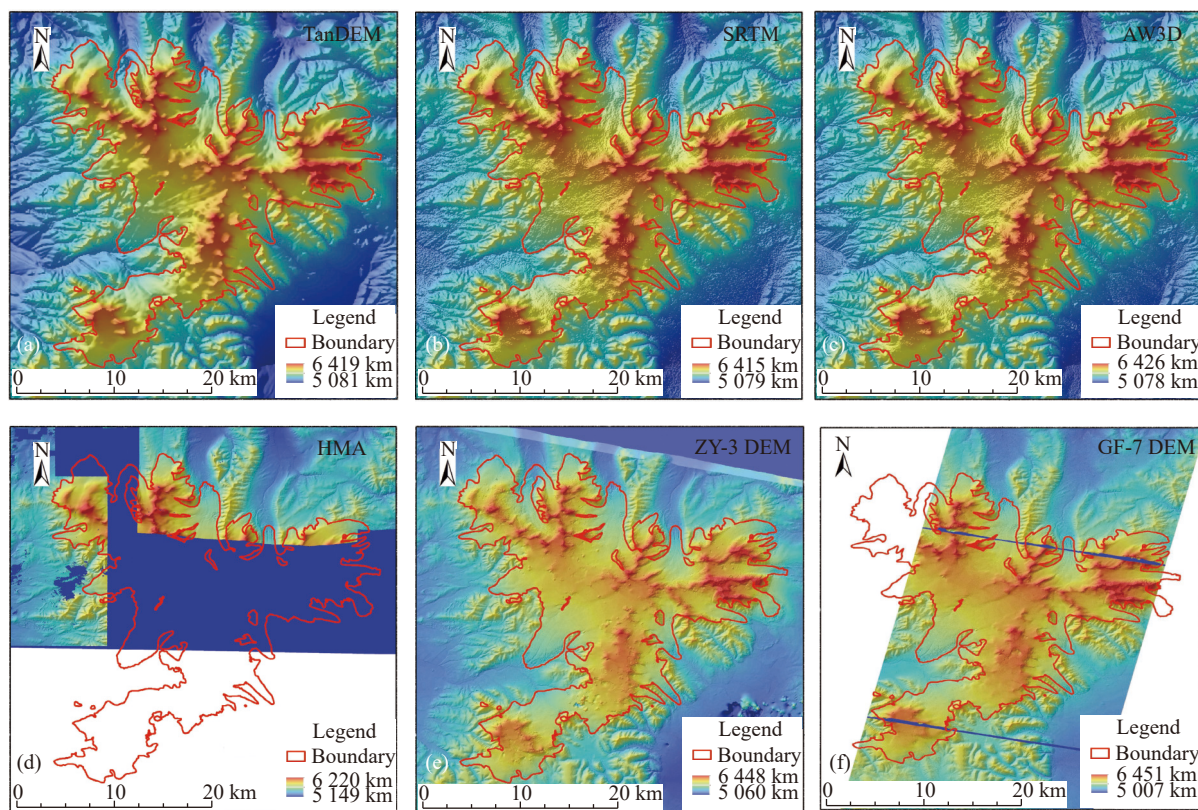 TanDEM
N
Legend
Boundary
6 419 km
5 081 km
(a)
0 10 20 km
SRTM
N
Legend
Boundary
6 415 km
5 079 km
(b)
0 10 20 km
AW3D
N
Legend
Boundary
6 426 km
5 078 km
(c)
0 10 20 km
HMA
N
Legend
Boundary
6 220 km
5 149 km
(d)
0 10 20 km
ZY-3 DEM
N
Legend
Boundary
6 448 km
5 060 km
(e)
0 10 20 km
GF-7 DEM
N
Legend
Boundary
6 451 km
5 007 km
(f)
0 10 20 km